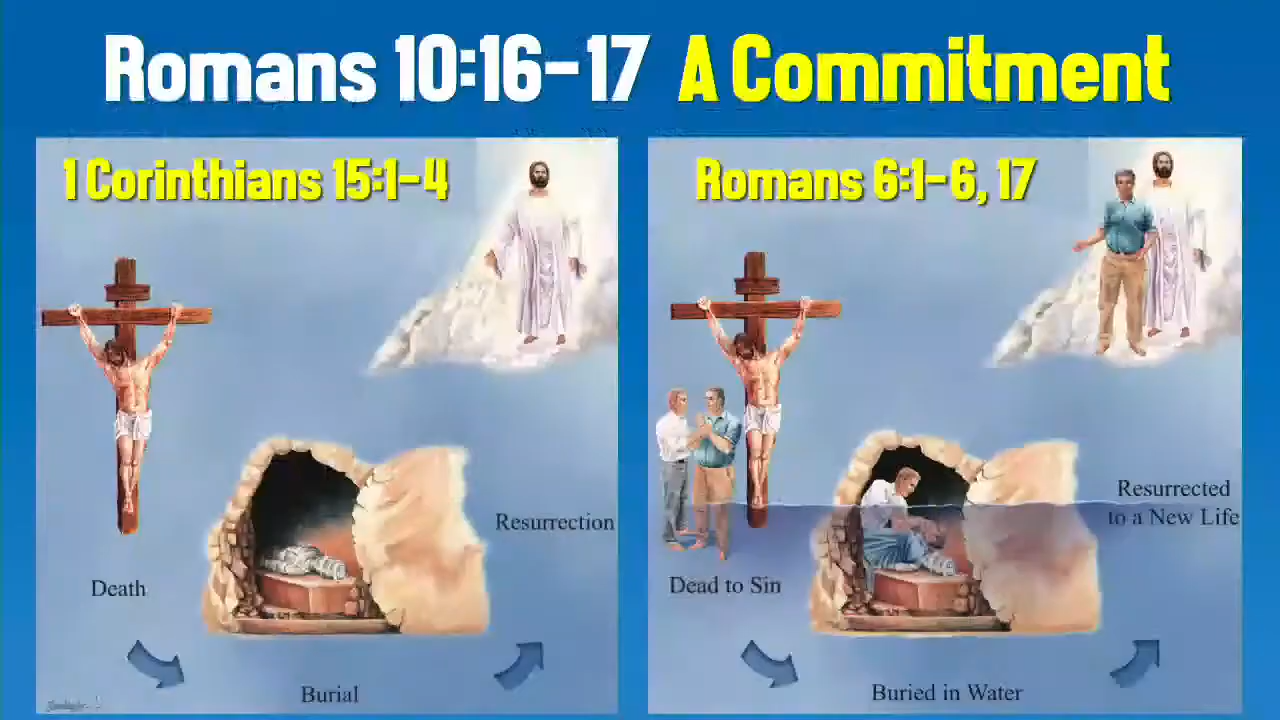 Romans 10:16-17 A Commitment
1 Corinthians 15:1-4
Death
Burial
Resurrection
Romans 6:1-6, 17
Dead to Sin
Buried in Water
Resurrected
to a New Life